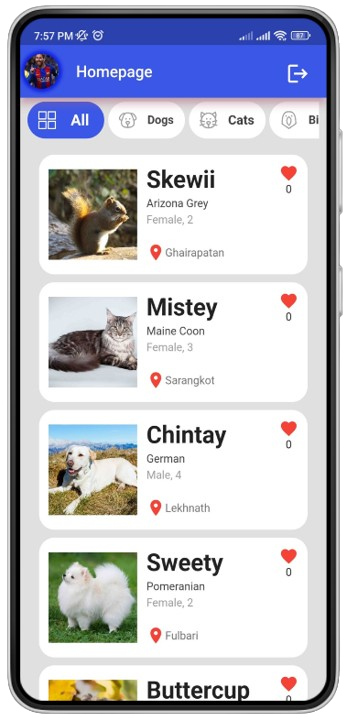 7:57 PM
97
Homepage
All
Dogs
Cats
Bi
Skewii
0
Arizona Grey
Female, 2
Ghairapatan
Mistey
0
Maine Coon
Female, 3
Sarangkot
Chintay
0
German
Male, 4
Lekhnath
Sweety
0
Pomeranian
Female, 2
Fulbari
Buttercup
0